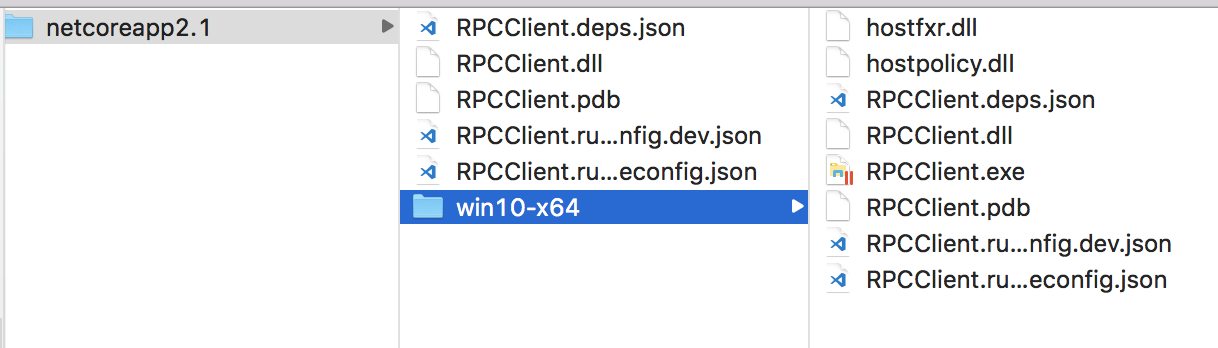 netcoreapp2.1
RPCClient.deps.json
RPCClient.dll
RPCClient.pdb
RPCClient.ru...nfig.dev.json
RPCClient.ru...econfig.json
win10-x64
hostfxr.dll
hostpolicy.dll
RPCClient.deps.json
RPCClient.dll
RPCClient.exe
RPCClient.pdb
RPCClient.ru...nfig.dev.json
RPCClient.ru...econfig.json